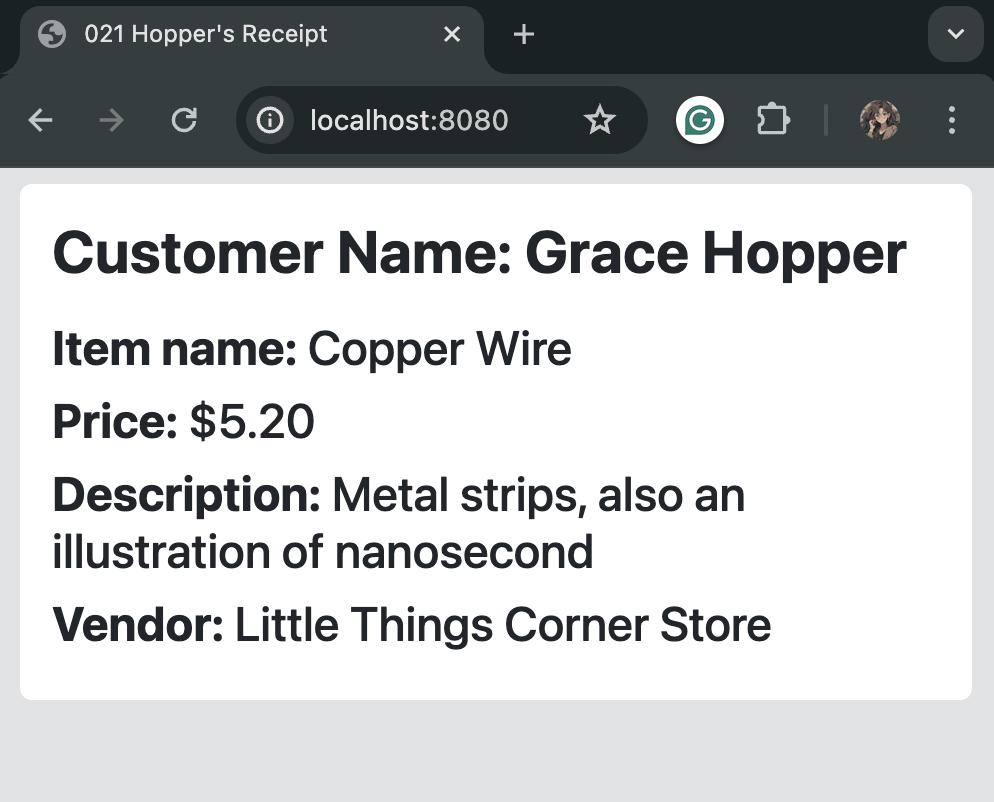 021 Hopper's Receipt
localhost:8080
Customer Name: Grace Hopper
Item name: Copper Wire
Price: $5.20
Description: Metal strips, also an
illustration of nanosecond
Vendor: Little Things Corner Store